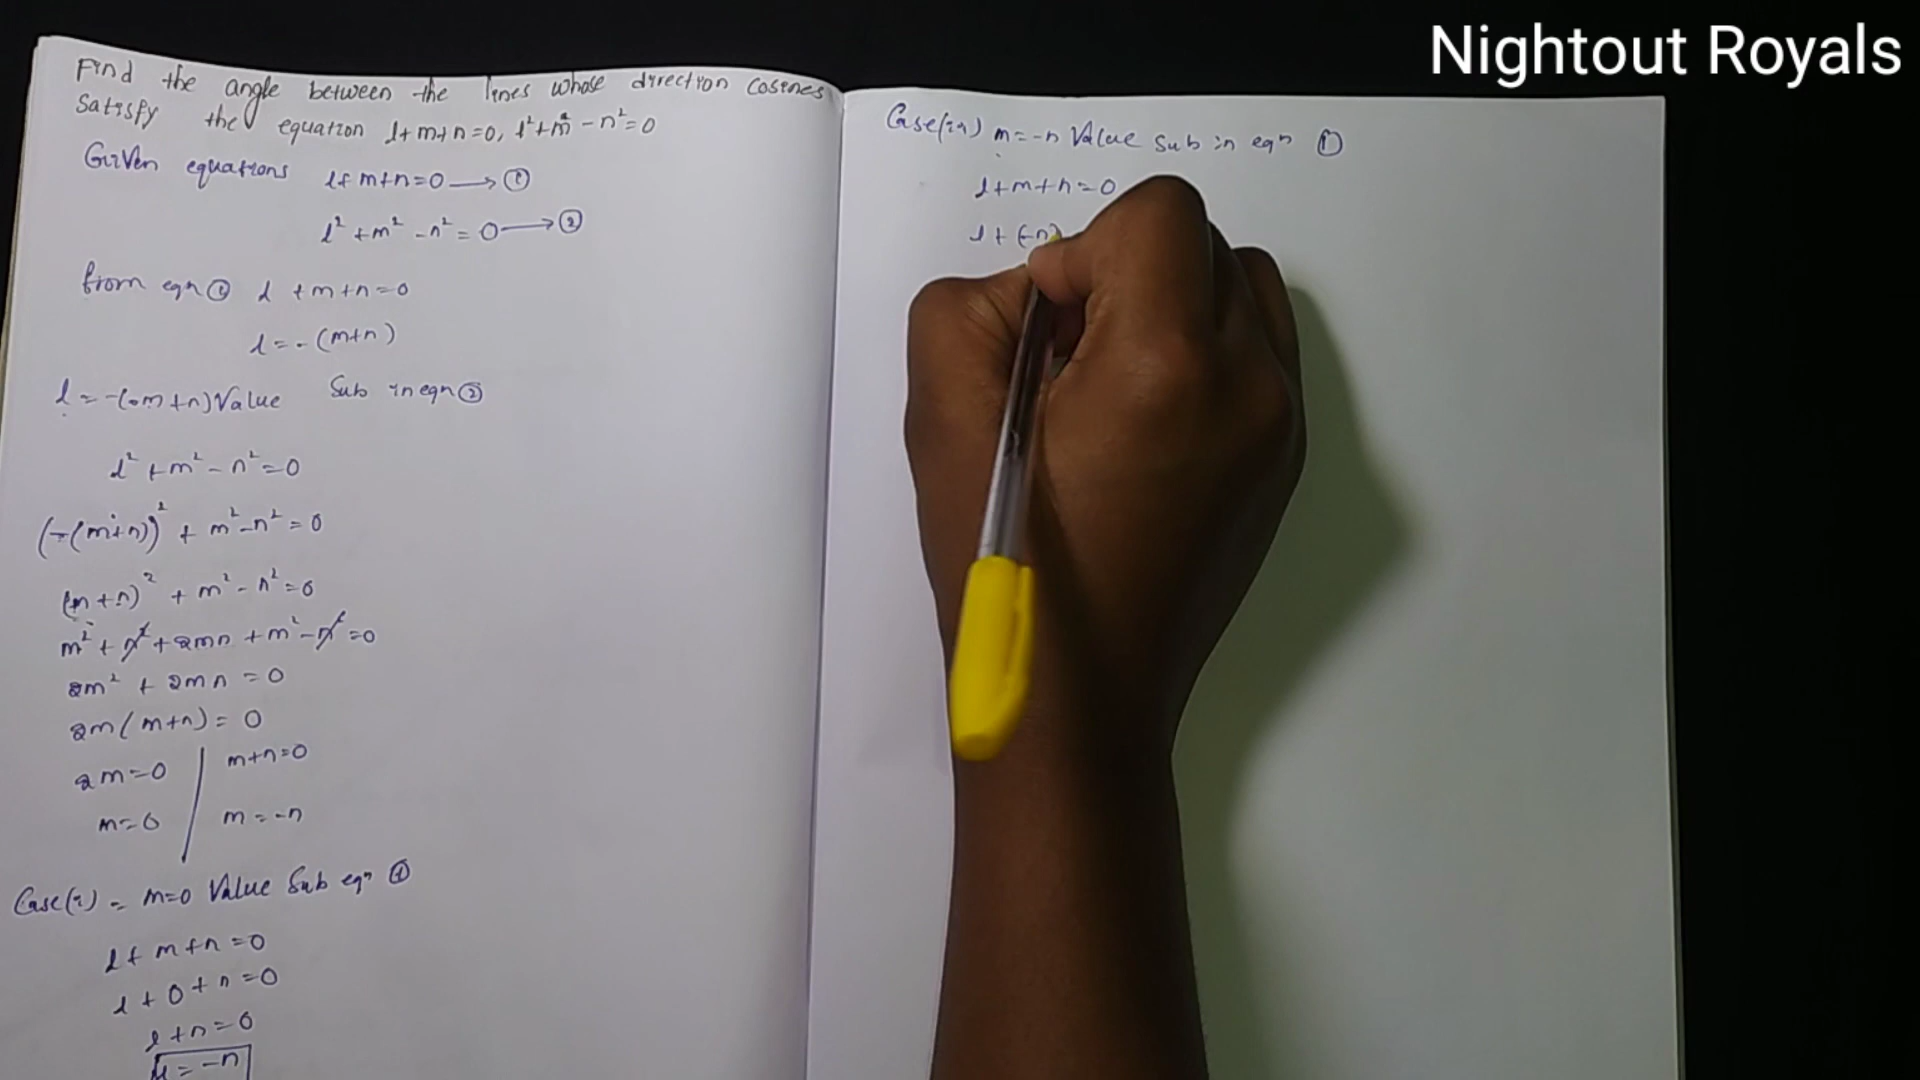 Nightout Royals
Find the angle between the lines whose direction cosines
satisfy the equation l+m+n=0, l²+m²-n²=0
Given equations l+m+n=0 → ①
l²+m²-n²=0 → ②
from eqn ① l+m+n=0
l=-(m+n)
l=-(m+n) Value Sub in eqn ②
l²+m²-n²=0
(-(m+n))²+m²-n²=0
(m+n)²+m²-n²=0
m²+n²+2mn+m²-n²=0
2m²+2mn=0
2m(m+n)=0
2m=0 | m+n=0
m=0 | m=-n
Case(i) = m=0 Value Sub eqn ①
l+m+n=0
l+0+n=0
l+n=0
l=-n
Case(ii) m=-n Value Sub in eqn ①
l+m+n=0
l+(-n)